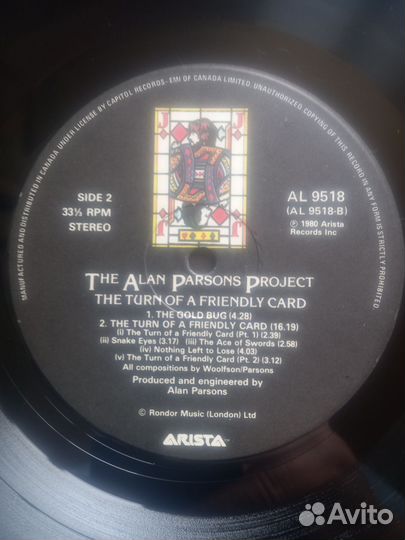 MANUFACTURED AND DISTRIBUTED IN CANADA UNDER LICENSE BY CAPITOL RECORDS - EMI OF CANADA LIMITED. UNAUTHORIZED COPYING OF THIS RECORD IN ANY FORM IS STRICTLY PROHIBITED
J
J
SIDE 2
33⅓ RPM
STEREO
AL 9518
(AL 9518-B)
℗ 1980 Arista
Records Inc
THE ALAN PARSONS PROJECT
THE TURN OF A FRIENDLY CARD
1. THE GOLD BUG (4.28)
2. THE TURN OF A FRIENDLY CARD (16.19)
(i) The Turn of a Friendly Card (Pt. 1) (2.39)
(ii) Snake Eyes (3.17) (iii) The Ace of Swords (2.58)
(iv) Nothing Left to Lose (4.03)
(v) The Turn of a Friendly Card (Pt. 2) (3.12)
All compositions by Woolfson/Parsons
Produced and engineered by
Alan Parsons
© Rondor Music (London) Ltd
ARISTA™
Avito